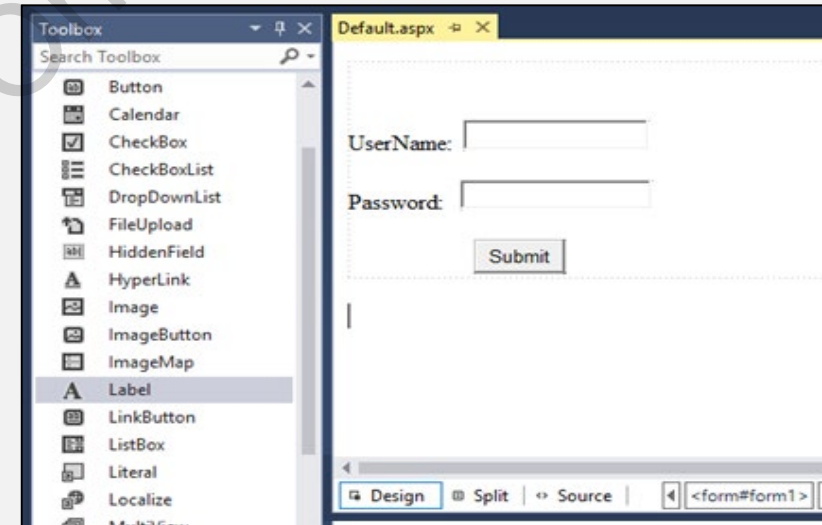 Toolbox
Search Toolbox
Button
Calendar
CheckBox
CheckBoxList
DropDownList
FileUpload
HiddenField
HyperLink
Image
ImageButton
ImageMap
Label
LinkButton
ListBox
Literal
Localize
MultiView
Default.aspx
UserName:
Password:
Submit
Design Split Source <form#form1>